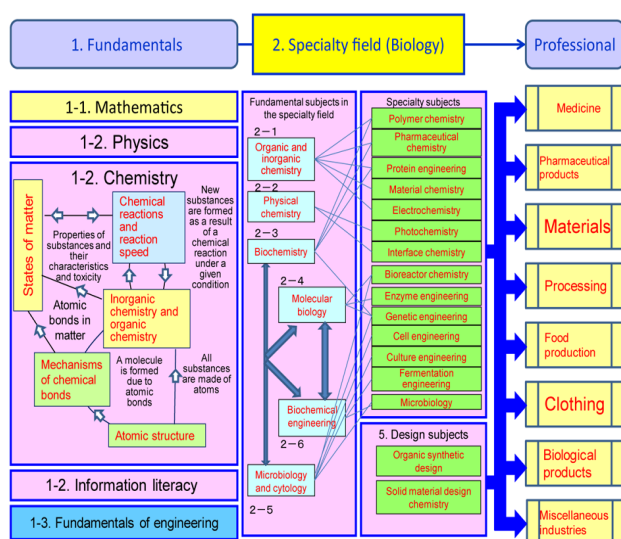 1. Fundamentals
2. Specialty field (Biology)
Professional
1-1. Mathematics
1-2. Physics
1-2. Chemistry
States of matter
Chemical
reactions and
reaction
speed
New
substances
are formed
as a result
of a
chemical
reaction
under a
given
condition
Properties of
substances and
their
characteristics
and toxicity
Atomic
bonds in
matter
Inorganic
chemistry and
organic
chemistry
Mechanisms
of chemical
bonds
A molecule
is formed
due to
atomic
bonds
All
substances
are made of
atoms
Atomic structure
1-2. Information literacy
1-3. Fundamentals of engineering
Fundamental subjects in
the specialty field
2-1
Organic and
inorganic
chemistry
2-2
Physical
chemistry
2-3
Biochemistry
2-4
Molecular
biology
Biochemical
engineering
2-6
Microbiology
and cytology
2-5
Specialty subjects
Polymer chemistry
Pharmaceutical
chemistry
Protein engineering
Material chemistry
Electrochemistry
Photochemistry
Interface chemistry
Bioreactor chemistry
Enzyme engineering
Genetic engineering
Cell engineering
Culture engineering
Fermentation
engineering
Microbiology
5. Design subjects
Organic synthetic
design
Solid material design
chemistry
Medicine
Pharmaceutical
products
Materials
Processing
Food
production
Clothing
Biological
products
Miscellaneous
industries